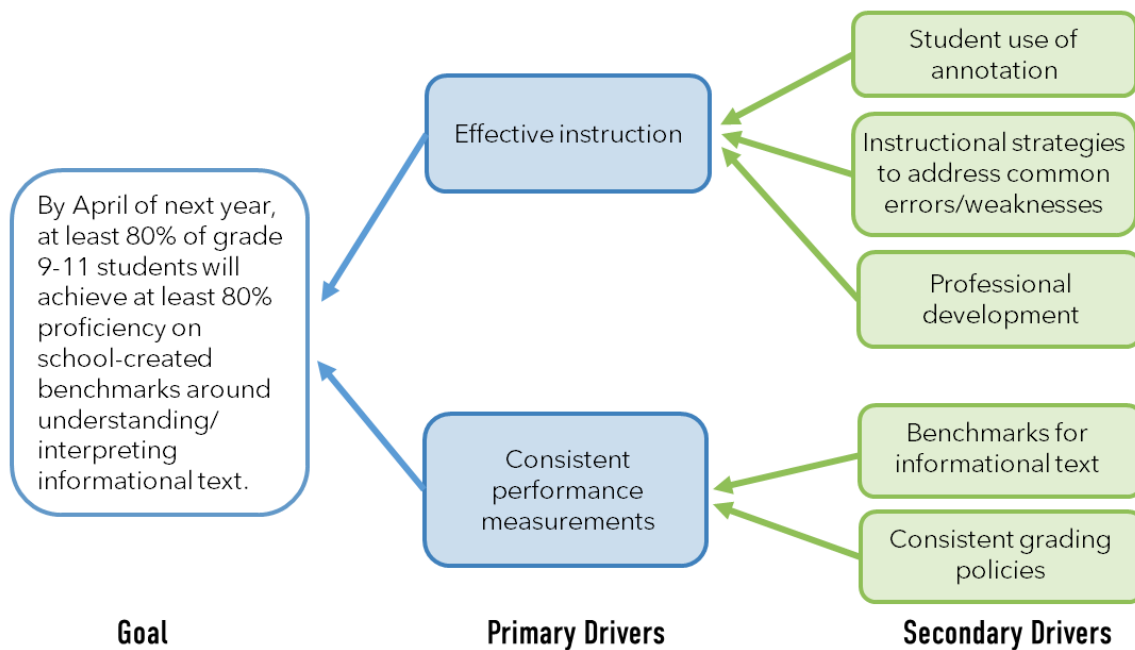 By April of next year,
at least 80% of grade
9-11 students will
achieve at least 80%
proficiency on
school-created
benchmarks around
understanding/
interpreting
informational text.
Effective instruction
Consistent
performance
measurements
Student use of
annotation
Instructional strategies
to address common
errors/weaknesses
Professional
development
Benchmarks for
informational text
Consistent grading
policies
Goal
Primary Drivers
Secondary Drivers